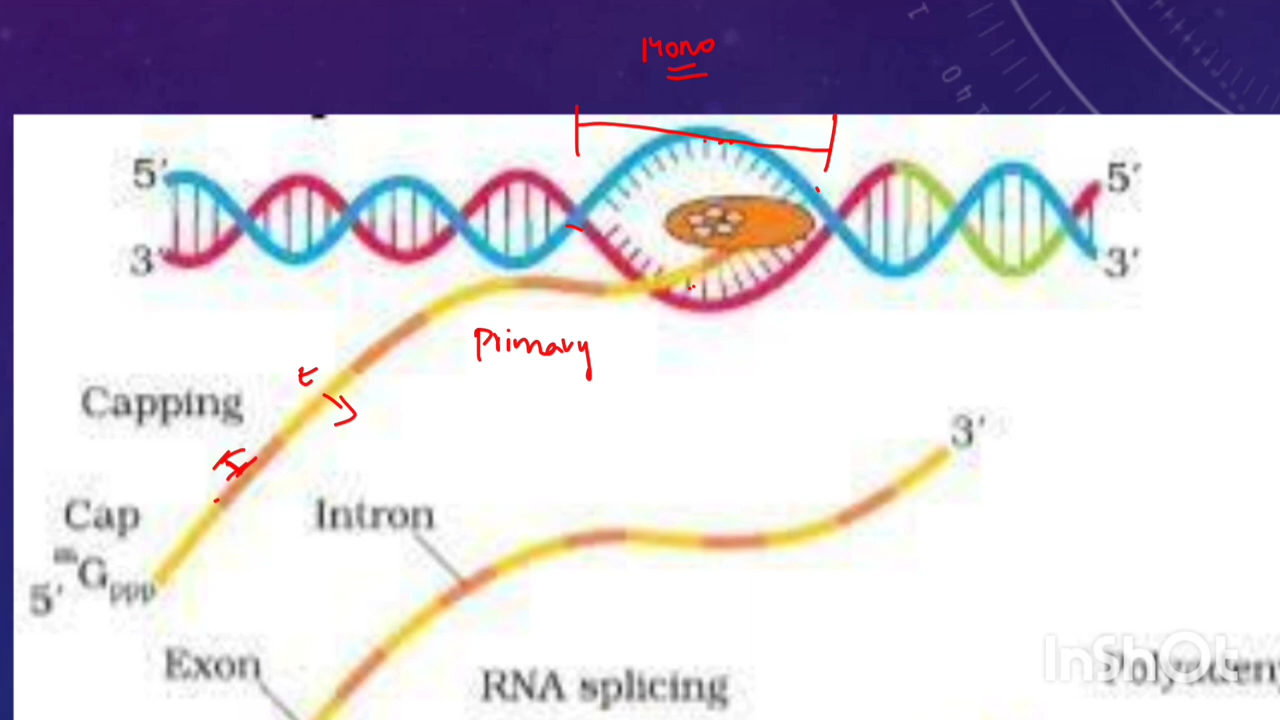 Mono
5′
5′
3′
3′
Primary
E
Capping
I
3′
Cap
Intron
mGppp
5′
Exon
RNA splicing
InShOt